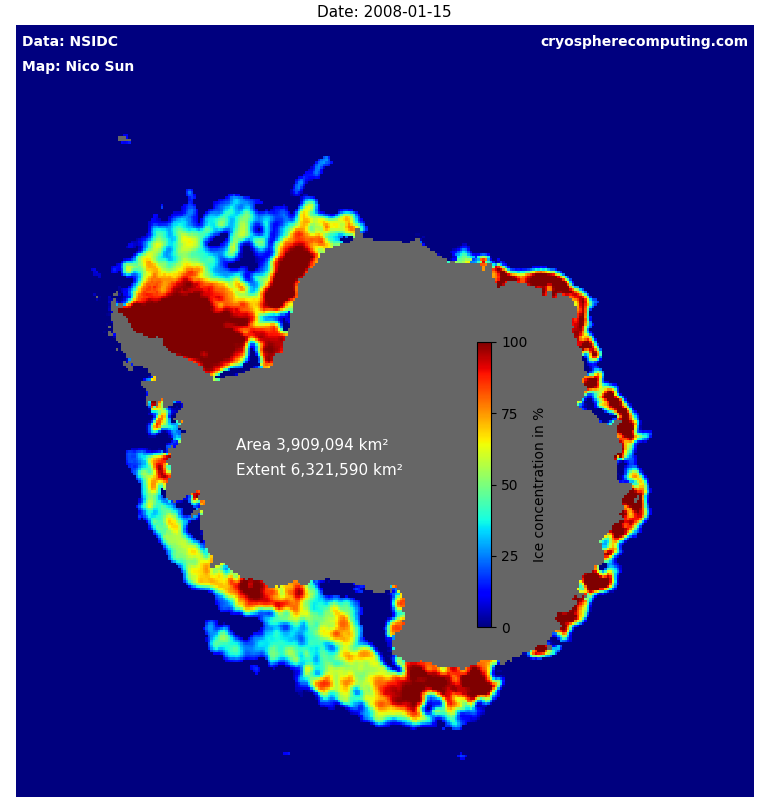 Date: 2008-01-15
Data: NSIDC
cryospherecomputing.com
Map: Nico Sun
100
75
50
25
0
Ice concentration in %
Area 3,909,094 km²
Extent 6,321,590 km²